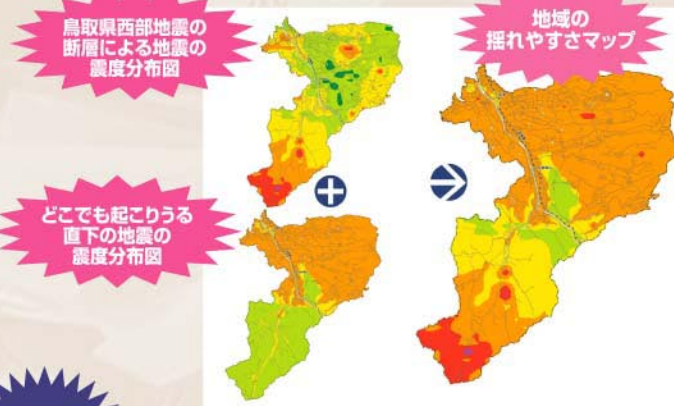 鳥取県西部地震の
断層による地震の
震度分布図
地域の
揺れやすさマップ
どこでも起こりうる
直下の地震の
震度分布図